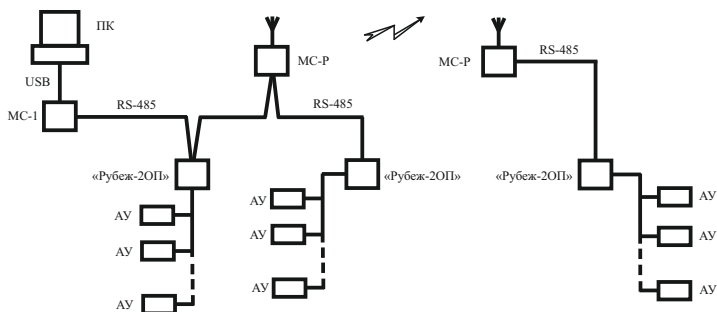 ПК
МС-Р
МС-Р
RS-485
USB
МС-1
RS-485
RS-485
«Рубеж-2ОП»
«Рубеж-2ОП»
«Рубеж-2ОП»
АУ
АУ
АУ
АУ
АУ
АУ
АУ
АУ
АУ